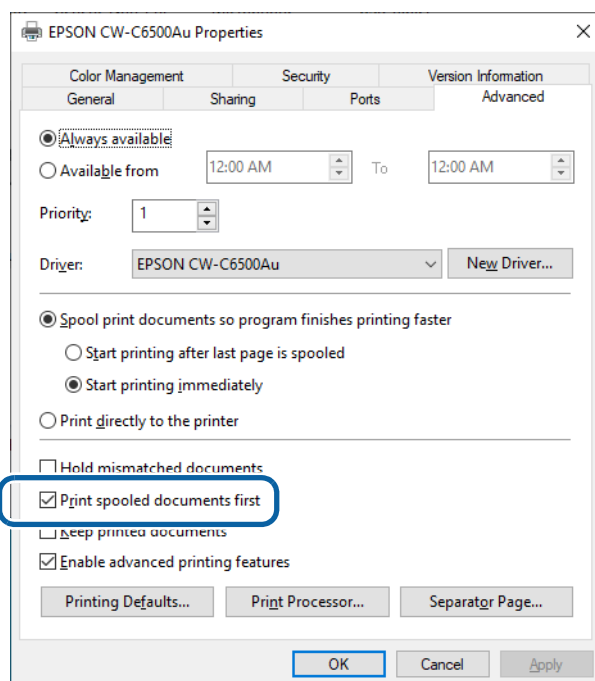 EPSON CW-C6500Au Properties
Color Management Security Version Information
General Sharing Ports Advanced
Always available
Available from 12:00 AM To 12:00 AM
Priority: 1
Driver: EPSON CW-C6500Au New Driver...
Spool print documents so program finishes printing faster
Start printing after last page is spooled
Start printing immediately
Print directly to the printer
Hold mismatched documents
Print spooled documents first
Keep printed documents
Enable advanced printing features
Printing Defaults... Print Processor... Separator Page...
OK Cancel Apply